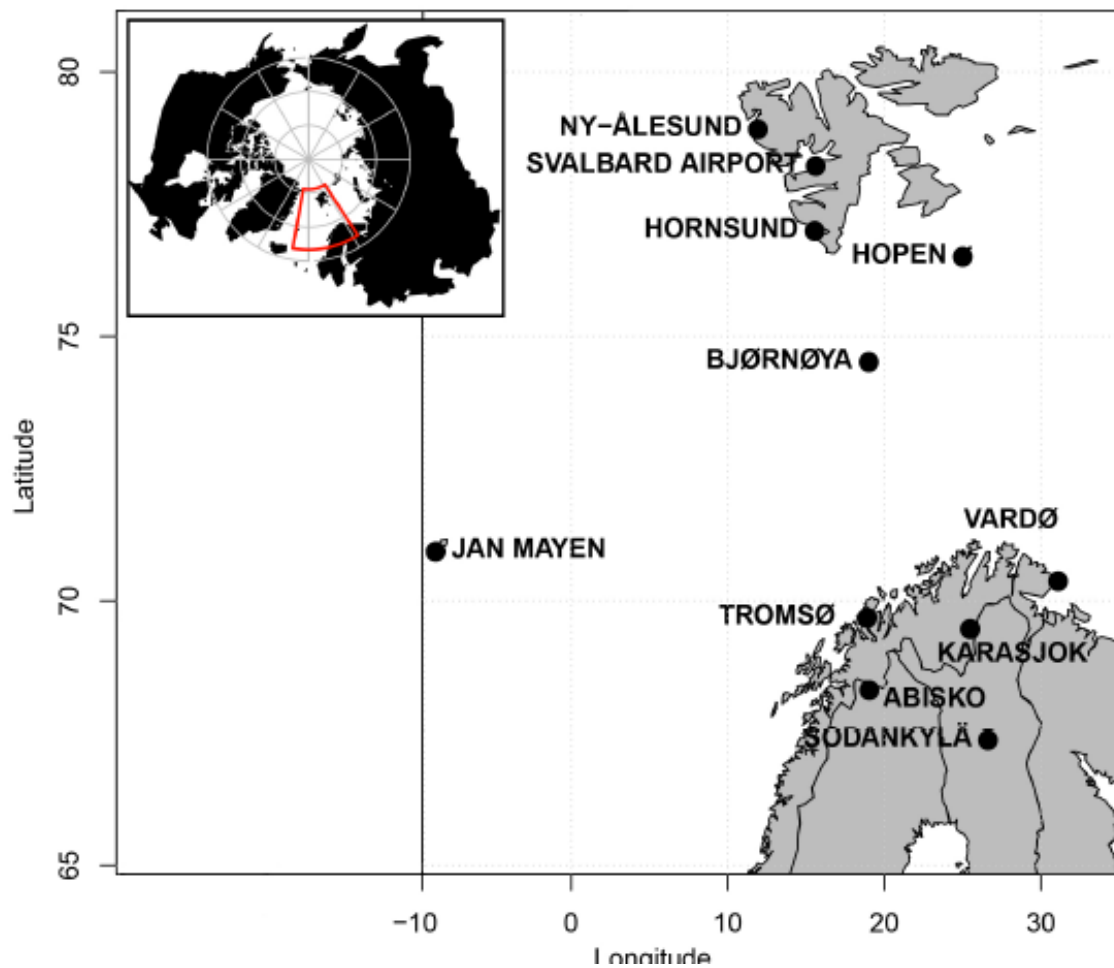 80
NY−ÅLESUND
SVALBARD AIRPORT
HORNSUND
HOPEN
75
BJØRNØYA
Latitude
VARDØ
JAN MAYEN
70
TROMSØ
KARASJOK
ABISKO
SODANKYLÄ
65
−10 0 10 20 30
Longitude